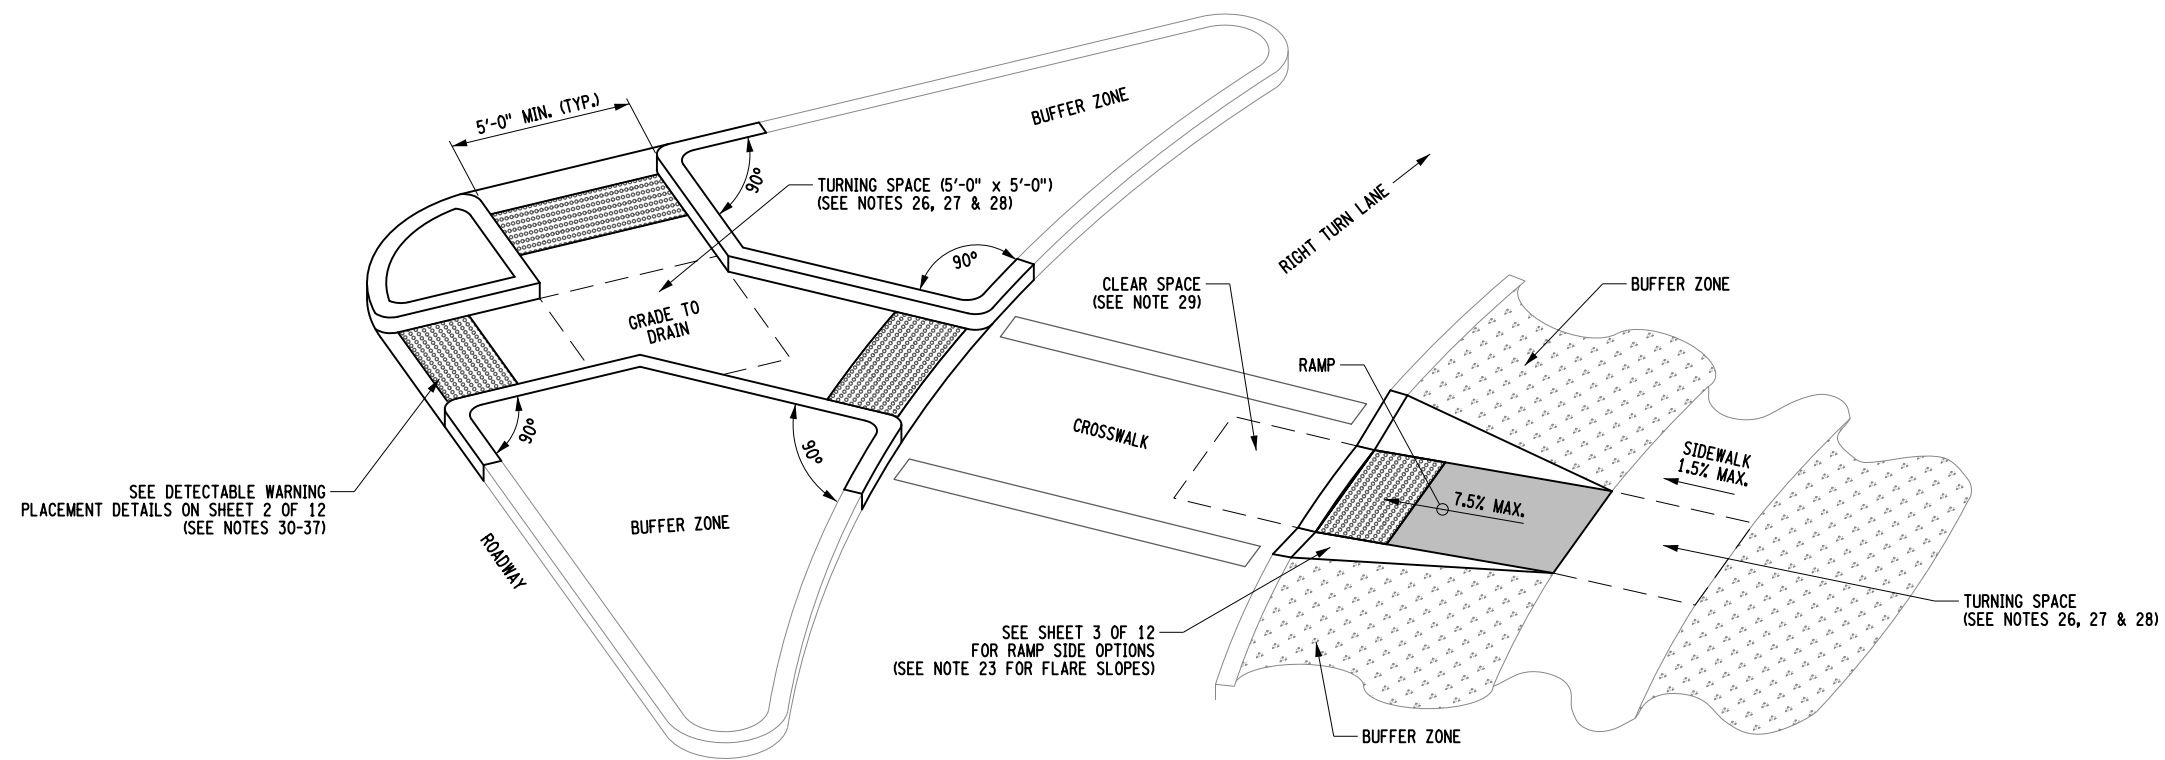 5'-0" MIN. (TYP.)
BUFFER ZONE
90°
TURNING SPACE (5'-0" x 5'-0")
(SEE NOTES 26, 27 & 28)
90°
RIGHT TURN LANE
CLEAR SPACE
(SEE NOTE 29)
BUFFER ZONE
GRADE TO
DRAIN
RAMP
CROSSWALK
90°
90°
SIDEWALK
1.5% MAX.
7.5% MAX.
SEE DETECTABLE WARNING
PLACEMENT DETAILS ON SHEET 2 OF 12
(SEE NOTES 30-37)
BUFFER ZONE
ROADWAY
TURNING SPACE
(SEE NOTES 26, 27 & 28)
SEE SHEET 3 OF 12
FOR RAMP SIDE OPTIONS
(SEE NOTE 23 FOR FLARE SLOPES)
BUFFER ZONE